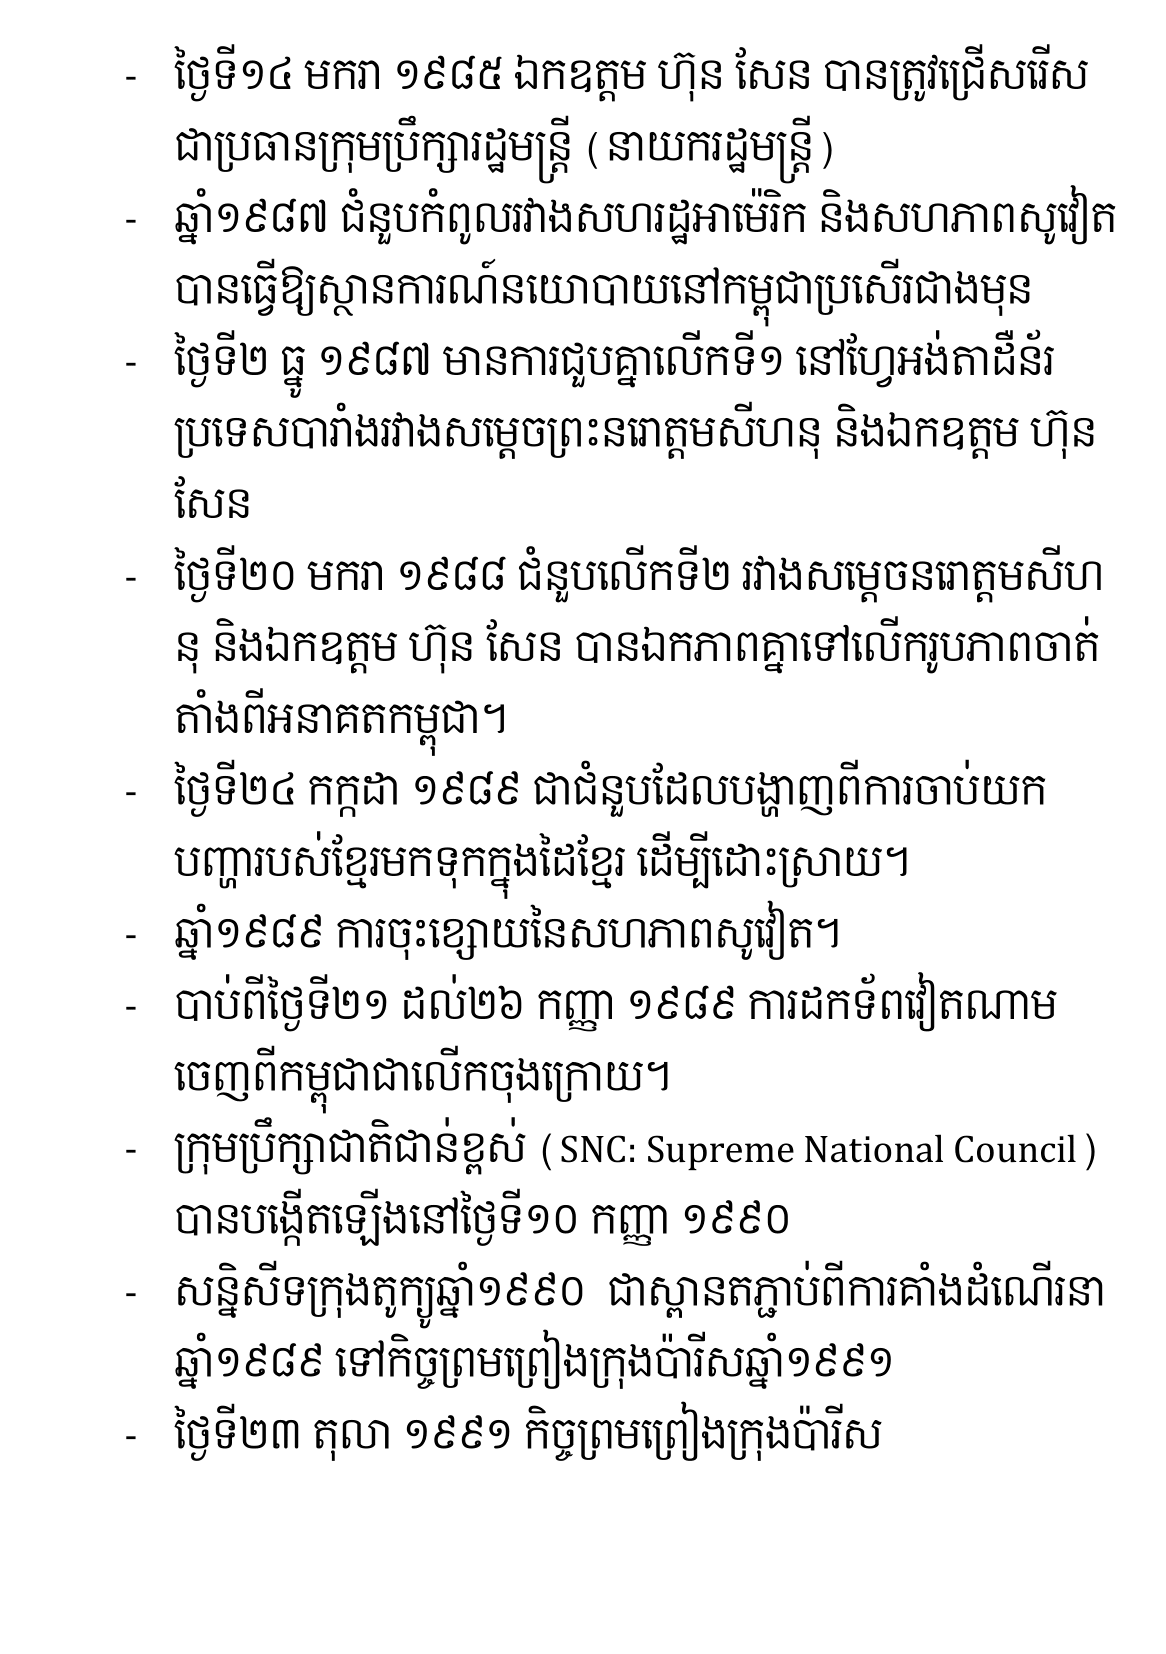 - ថ្ងៃទី១៤ មករា ១៩៨៥ ឯកឧត្តម ហ៊ុន សែន បានត្រូវជ្រើសរើស
ជាប្រធានក្រុមប្រឹក្សារដ្ឋមន្ត្រី (នាយករដ្ឋមន្ត្រី)
- ឆ្នាំ១៩៨៧ ជំនួបកំពូលរវាងសហរដ្ឋអាម៉េរិក និងសហភាពសូវៀត
បានធ្វើឱ្យស្ថានការណ៍នយោបាយនៅកម្ពុជាប្រសើរជាងមុន
- ថ្ងៃទី២ ធ្នូ ១៩៨៧ មានការជួបគ្នាលើកទី១ នៅហ្វែអង់តាដឺន័រ
ប្រទេសបារាំងរវាងសម្តេចព្រះនរោត្តមសីហនុ និងឯកឧត្តម ហ៊ុន
សែន
- ថ្ងៃទី២០ មករា ១៩៨៨ ជំនួបលើកទី២ រវាងសម្តេចនរោត្តមសីហ
នុ និងឯកឧត្តម ហ៊ុន សែន បានឯកភាពគ្នាទៅលើករូបភាពចាត់
តាំងពីអនាគតកម្ពុជា។
- ថ្ងៃទី២៤ កក្កដា ១៩៨៩ ជាជំនួបដែលបង្ហាញពីការចាប់យក
បញ្ហារបស់ខ្មែរមកទុកក្នុងដៃខ្មែរ ដើម្បីដោះស្រាយ។
- ឆ្នាំ១៩៨៩ ការចុះខ្សោយនៃសហភាពសូវៀត។
- បាប់ពីថ្ងៃទី២១ ដល់២៦ កញ្ញា ១៩៨៩ ការដកទ័ពវៀតណាម
ចេញពីកម្ពុជាជាលើកចុងក្រោយ។
- ក្រុមប្រឹក្សាជាតិជាន់ខ្ពស់ (SNC: Supreme National Council)
បានបង្កើតឡើងនៅថ្ងៃទី១០ កញ្ញា ១៩៩០
- សន្និសីទក្រុងតូក្យូឆ្នាំ១៩៩០ ជាស្ពានតភ្ជាប់ពីការគាំងដំណើរនា
ឆ្នាំ១៩៨៩ ទៅកិច្ចព្រមព្រៀងក្រុងប៉ារីសឆ្នាំ១៩៩១
- ថ្ងៃទី២៣ តុលា ១៩៩១ កិច្ចព្រមព្រៀងក្រុងប៉ារីស